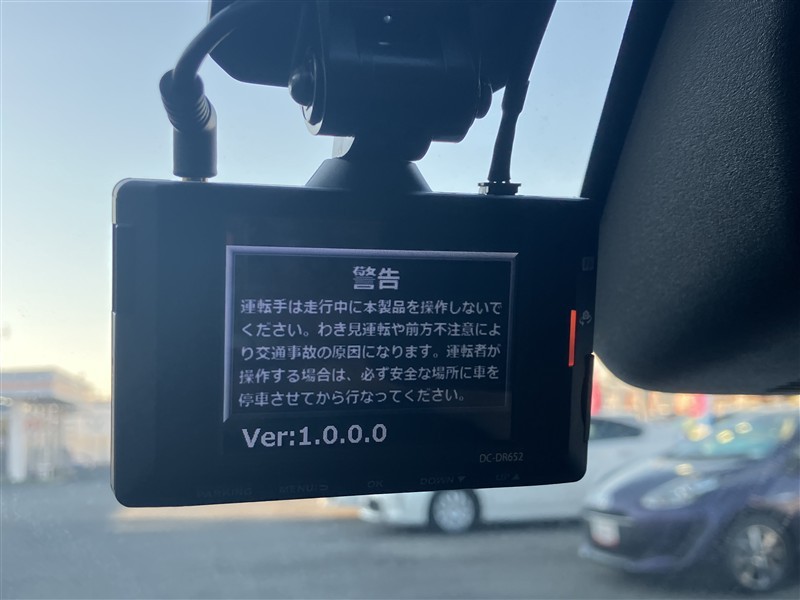 警告
運転手は走行中に本製品を操作しないで
ください。わき見運転や前方不注意によ
り交通事故の原因になります。運転者が
操作する場合は、必ず安全な場所に車を
停車させてから行なってください。
Ver:1.0.0.0
DC-DR652
MENU OK DOWN▼ UP▲